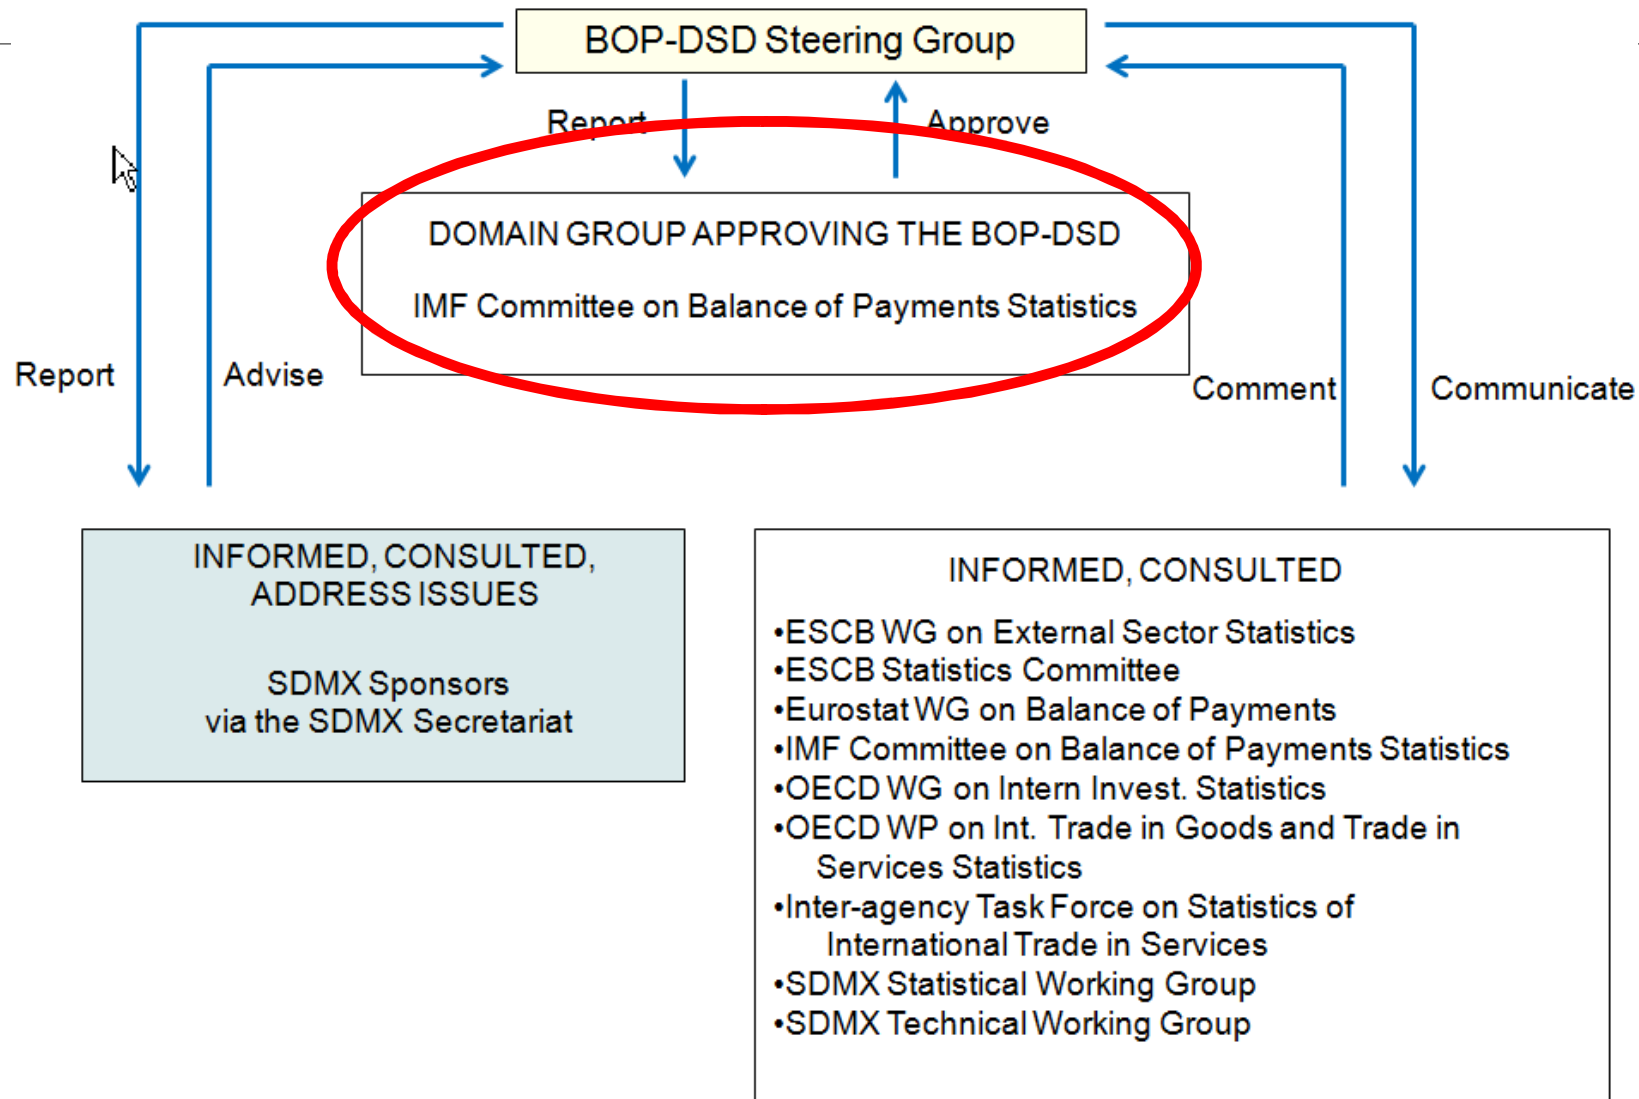 BOP-DSD Steering Group
Report
Approve
DOMAIN GROUP APPROVING THE BOP-DSD
IMF Committee on Balance of Payments Statistics
Report
Advise
Comment
Communicate
INFORMED, CONSULTED,
ADDRESS ISSUES
SDMX Sponsors
via the SDMX Secretariat
INFORMED, CONSULTED
•ESCB WG on External Sector Statistics
•ESCB Statistics Committee
•Eurostat WG on Balance of Payments
•IMF Committee on Balance of Payments Statistics
•OECD WG on Intern Invest. Statistics
•OECD WP on Int. Trade in Goods and Trade in
Services Statistics
•Inter-agency Task Force on Statistics of
International Trade in Services
•SDMX Statistical Working Group
•SDMX Technical Working Group